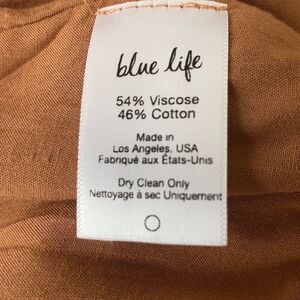 blue life
54% Viscose
46% Cotton
Made in
Los Angeles, USA
Fabriqué aux États-Unis
Dry Clean Only
Nettoyage à sec Uniquement